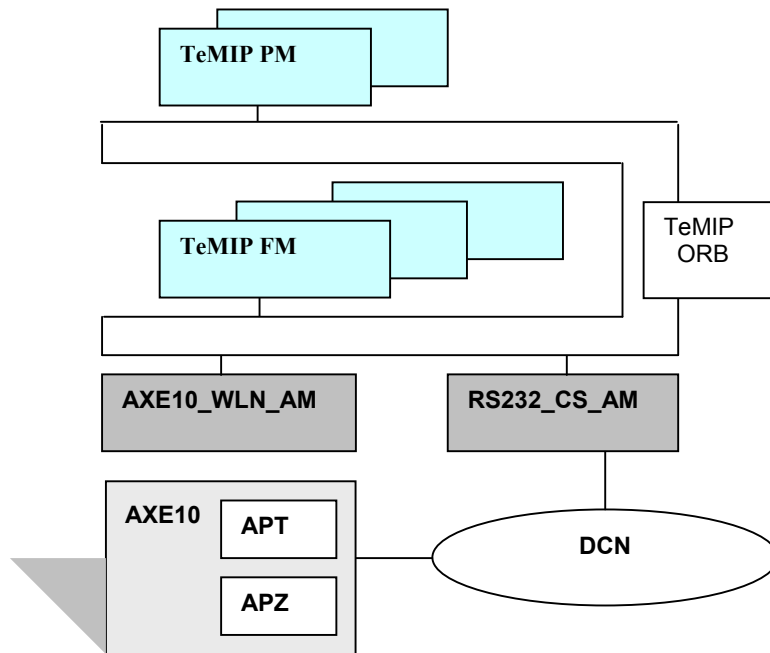 TeMIP PM
TeMIP FM
TeMIP
ORB
AXE10_WLN_AM
RS232_CS_AM
AXE10
APT
DCN
APZ